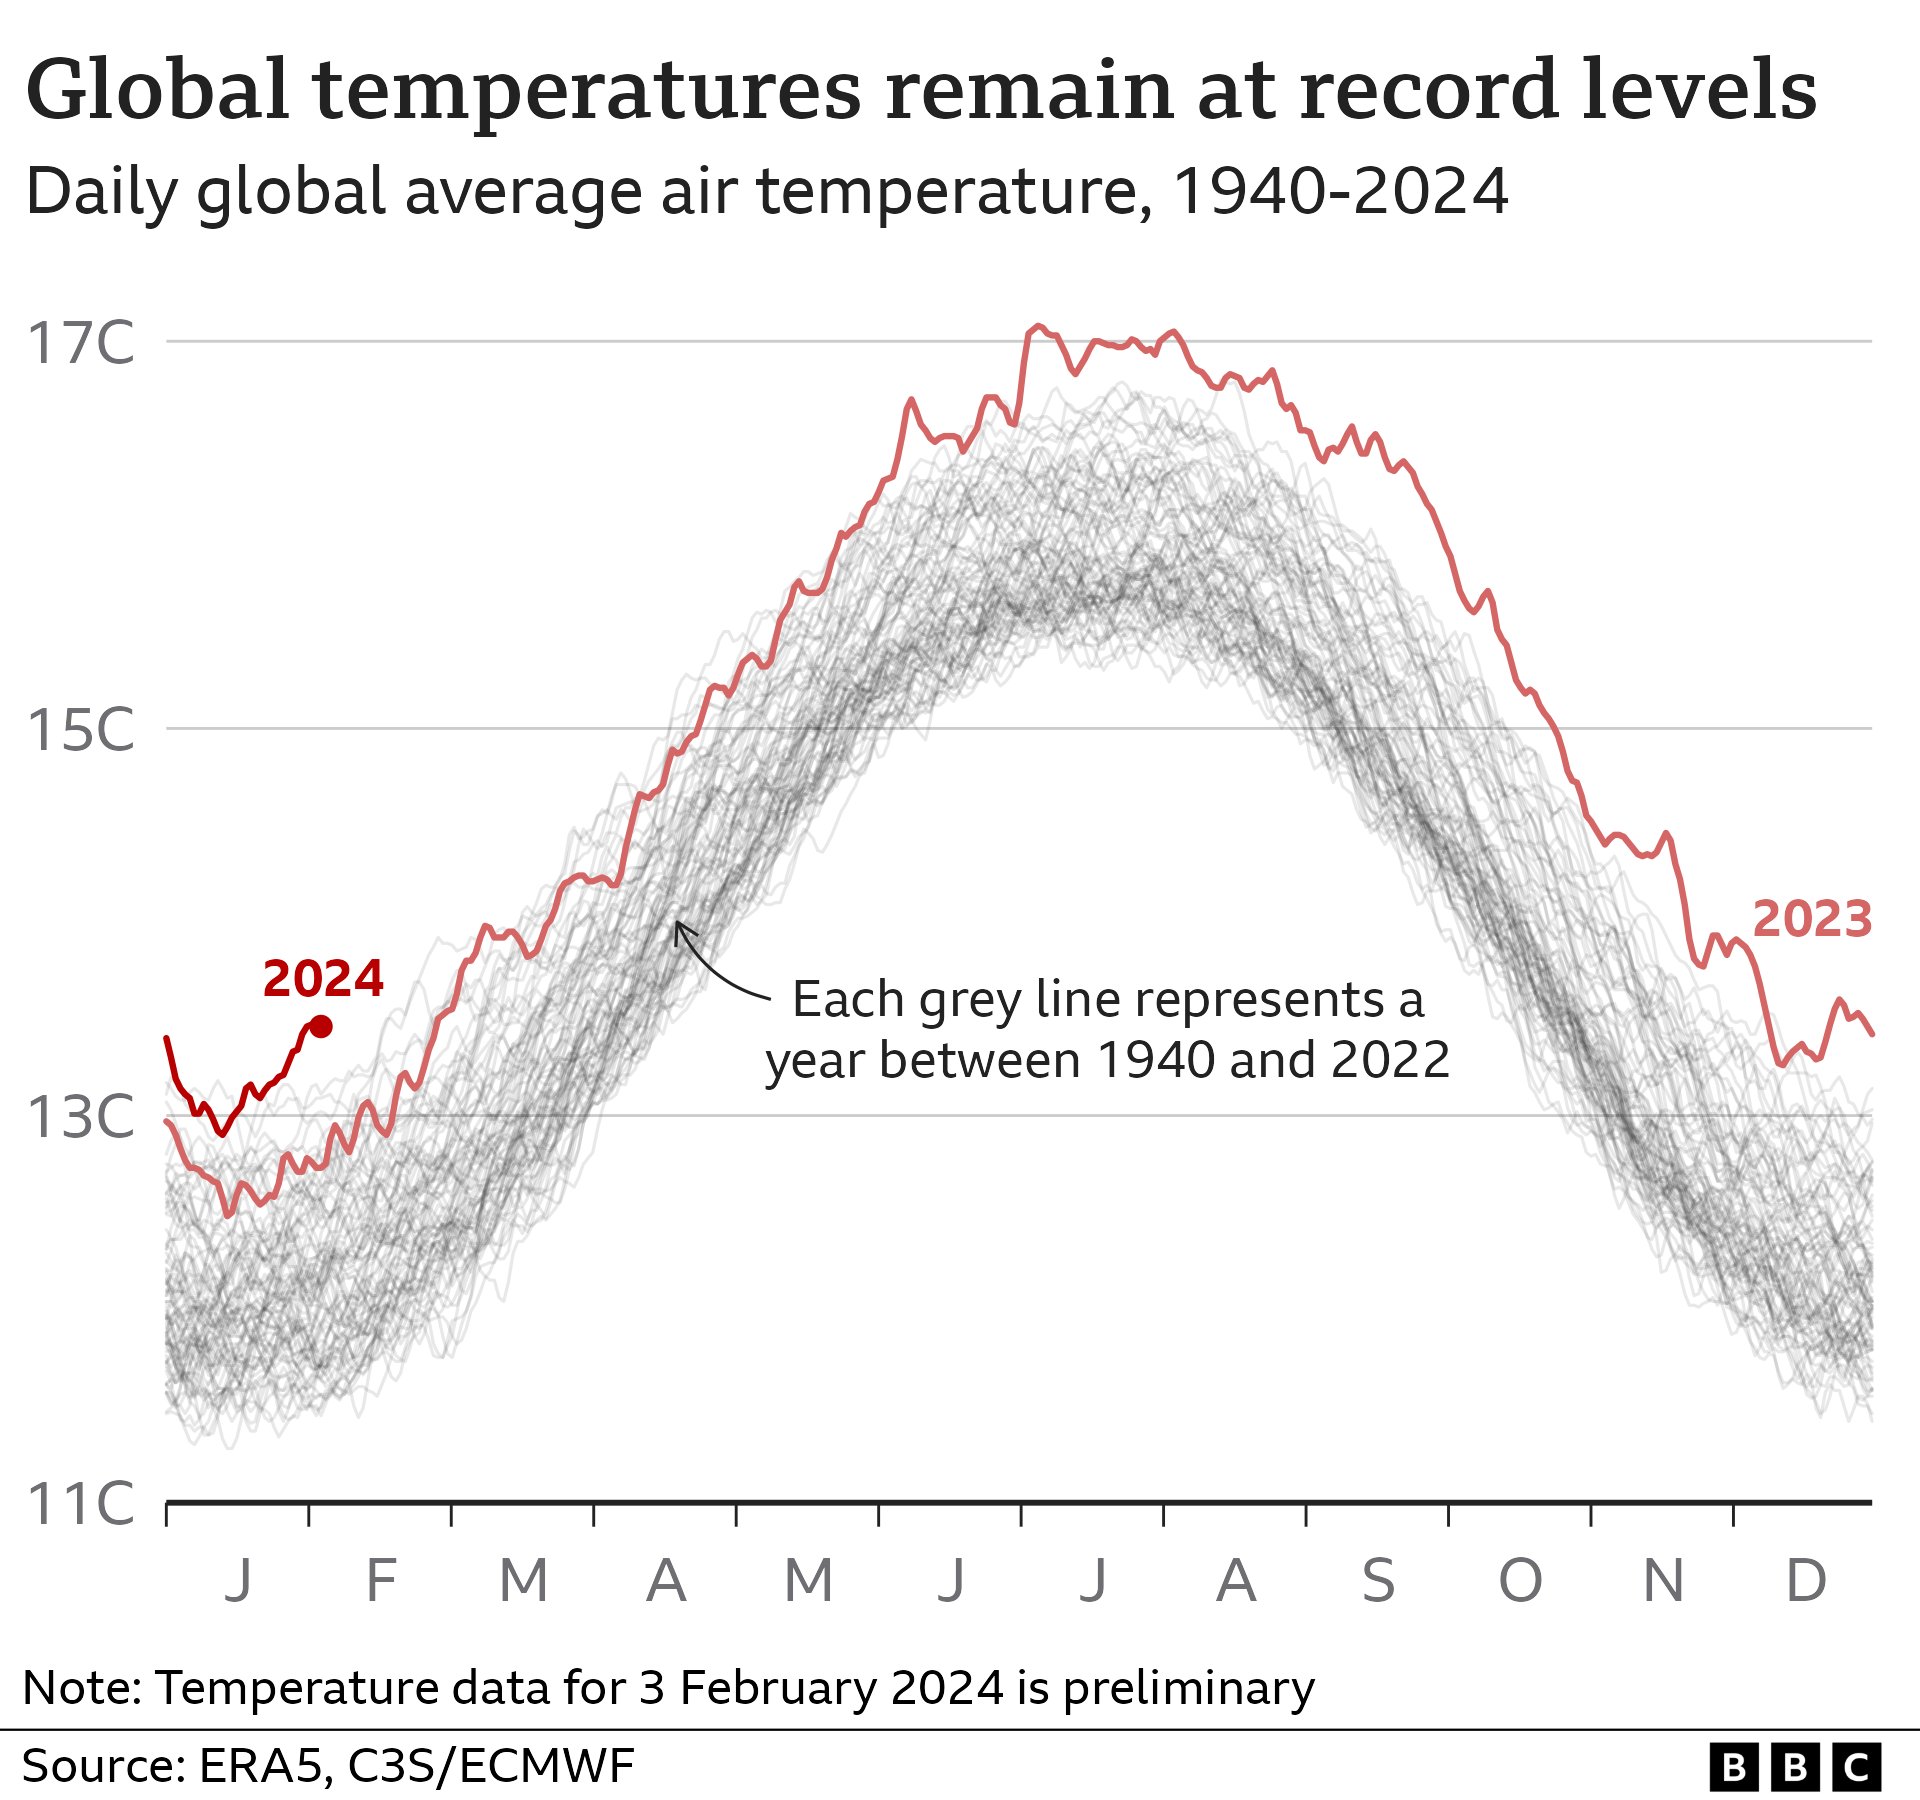 Global temperatures remain at record levels
Daily global average air temperature, 1940-2024
17C
15C
2023
2024
Each grey line represents a
year between 1940 and 2022
13C
11C
J F M A M J J A S O N D
Note: Temperature data for 3 February 2024 is preliminary
Source: ERA5, C3S/ECMWF
BBC